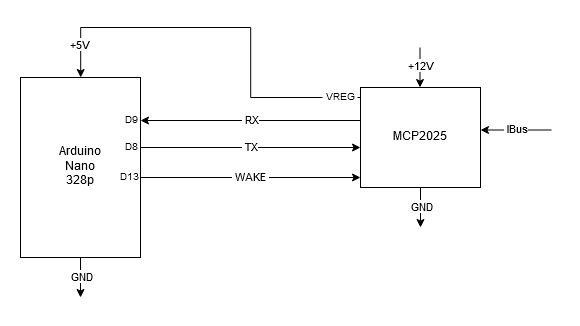 +5V
+12V
VREG
D9
RX
Arduino
Nano
328p
MCP2025
IBus
D8
TX
D13
WAKE
GND
GND